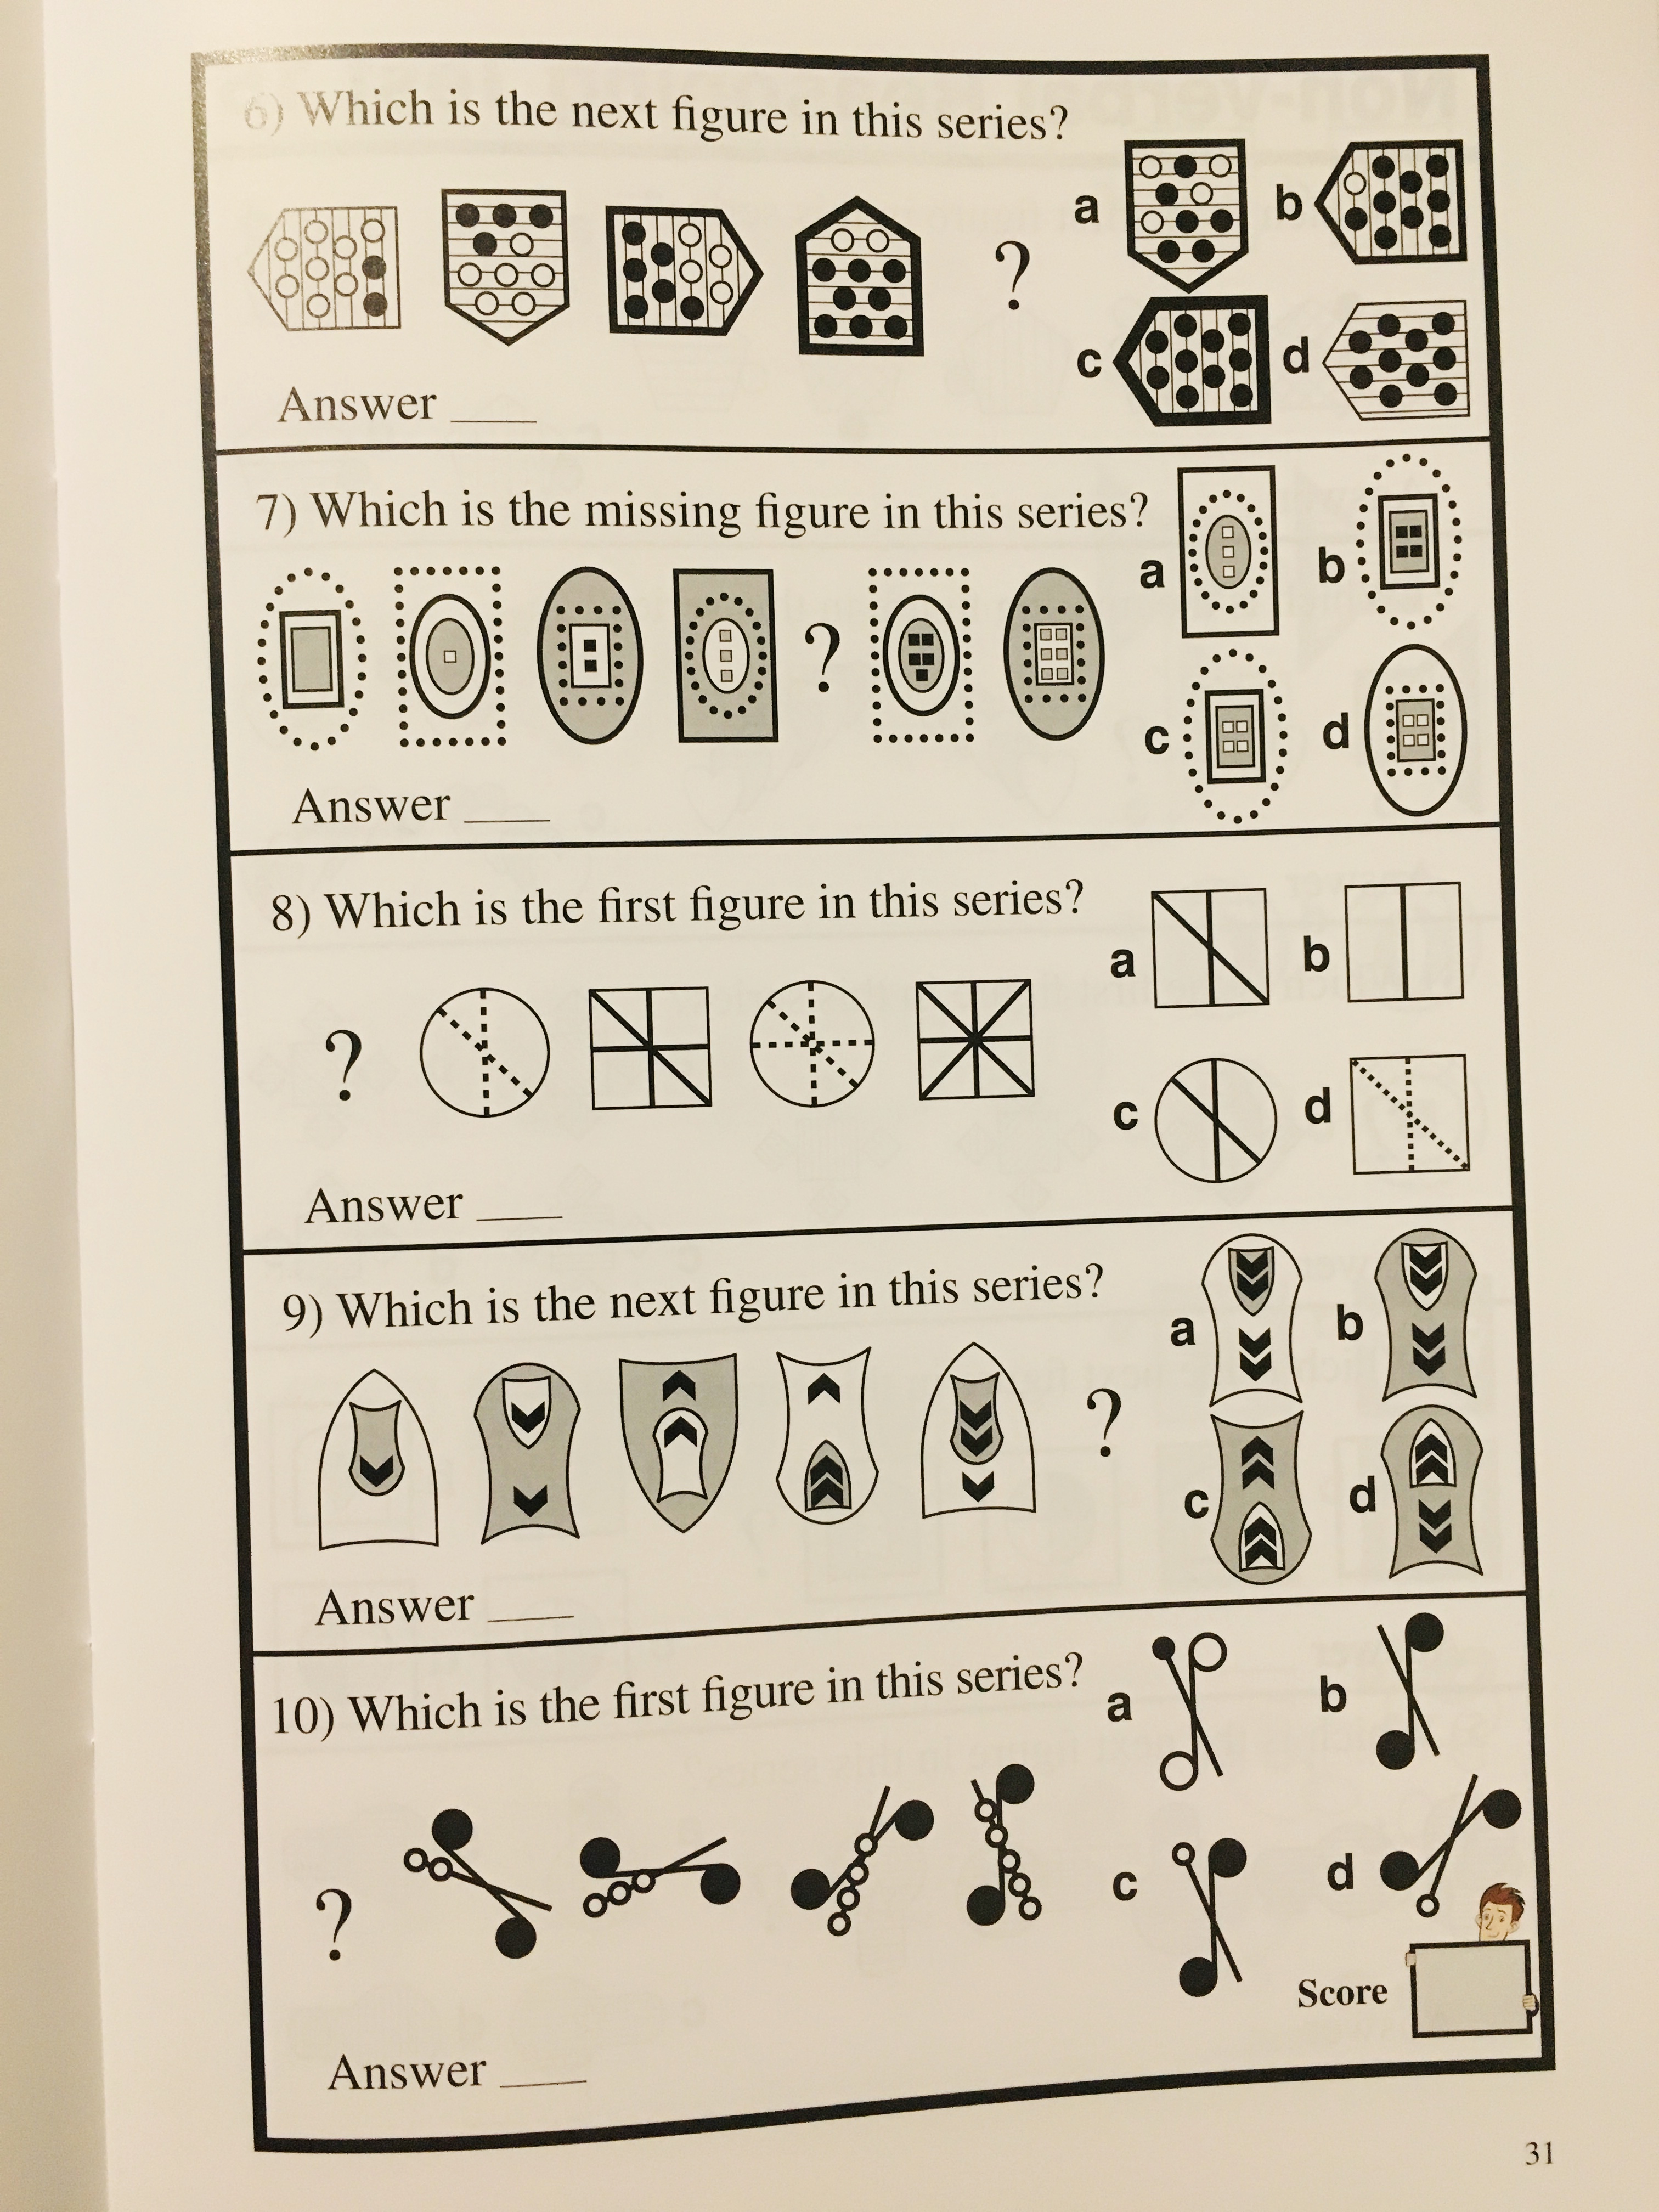 6) Which is the next figure in this series?
a
b
?
c
d
Answer ____
7) Which is the missing figure in this series?
a
b
?
c
d
Answer ____
8) Which is the first figure in this series?
a
b
?
c
d
Answer ____
9) Which is the next figure in this series?
a
b
?
c
d
Answer ____
10) Which is the first figure in this series?
a
b
?
c
d
Score
Answer ____
31